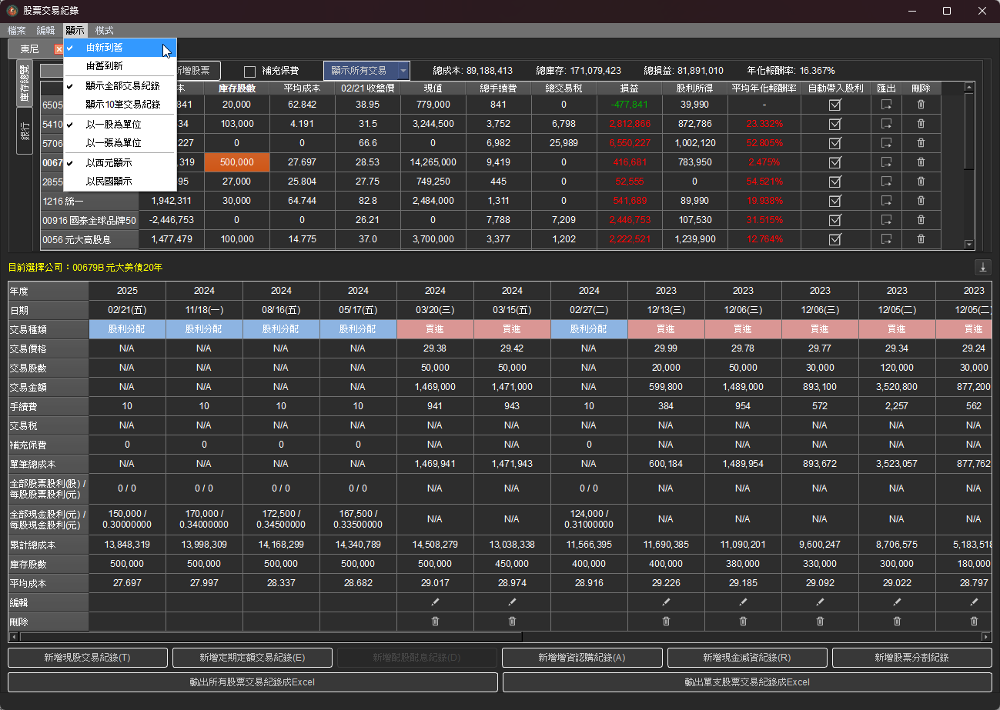 股票交易紀錄
檔案 編輯 顯示 模式
東尼
由新到舊
由舊到新
顯示全部交易紀錄
顯示10筆交易紀錄
以一股為單位
以一張為單位
以西元顯示
以民國顯示
庫存總覽
銀行
增股票 補充保費 顯示所有交易 總成本: 89,188,413 總庫存: 171,079,423 總損益: 81,891,010 年化報酬率: 16.367%
本 庫存股數 平均成本 02/21 收盤價 現值 總手續費 總交易稅 損益 股利所得 平均年化報酬率 自動帶入股利 匯出 刪除
6505 841 20,000 62.842 38.95 779,000 841 0 -477,841 39,990 -
5410 34 103,000 4.191 31.5 3,244,500 3,752 6,798 2,812,866 872,786 23.332%
5706 227 0 0 66.6 0 6,982 25,989 6,550,227 1,002,120 52.805%
0067 ,319 500,000 27.697 28.53 14,265,000 9,419 0 416,681 783,950 2.475%
2855 95 27,000 25.804 27.75 749,250 445 0 52,555 0 54.521%
1216 統一 1,942,311 30,000 64.744 82.8 2,484,000 1,311 0 541,689 89,990 19.938%
00916 國泰全球品牌50 -2,446,753 0 0 26.21 0 7,788 7,209 2,446,753 107,530 31.515%
0056 元大高股息 1,477,479 100,000 14.775 37.0 3,700,000 3,377 1,202 2,222,521 1,239,900 12.764%
目前選擇公司：00679B 元大美債20年
年度 2025 2024 2024 2024 2024 2024 2024 2023 2023 2023 2023 2023
日期 02/21(五) 11/18(一) 08/16(五) 05/17(五) 03/20(三) 03/15(五) 02/27(二) 12/13(三) 12/06(三) 12/06(三) 12/05(二) 12/05(二
交易種類 股利分配 股利分配 股利分配 股利分配 買進 買進 股利分配 買進 買進 買進 買進 買進
交易價格 N/A N/A N/A N/A 29.38 29.42 N/A 29.99 29.78 29.77 29.34 29.24
交易股數 N/A N/A N/A N/A 50,000 50,000 N/A 20,000 50,000 30,000 120,000 30,000
交易金額 N/A N/A N/A N/A 1,469,000 1,471,000 N/A 599,800 1,489,000 893,100 3,520,800 877,200
手續費 10 10 10 10 941 943 10 384 954 572 2,257 562
交易稅 N/A N/A N/A N/A N/A N/A N/A N/A N/A N/A N/A N/A
補充保費 0 0 0 0 N/A N/A 0 N/A N/A N/A N/A N/A
單筆總成本 N/A N/A N/A N/A 1,469,941 1,471,943 N/A 600,184 1,489,954 893,672 3,523,057 877,762
全部股票股利(股) /
每股股票股利(元) 0 / 0 0 / 0 0 / 0 0 / 0 N/A N/A 0 / 0 N/A N/A N/A N/A N/A
全部現金股利(元) / 150,000 / 170,000 / 172,500 / 167,500 / N/A N/A 124,000 / N/A N/A N/A N/A N/A
每股現金股利(元) 0.30000000 0.34000000 0.34500000 0.33500000 0.31000000
累計總成本 13,848,319 13,998,309 14,168,299 14,340,789 14,508,279 13,038,338 11,566,395 11,690,385 11,090,201 9,600,247 8,706,575 5,183,518
庫存股數 500,000 500,000 500,000 500,000 500,000 450,000 400,000 400,000 380,000 330,000 300,000 180,000
平均成本 27.697 27.997 28.337 28.682 29.017 28.974 28.916 29.226 29.185 29.092 29.022 28.797
編輯
刪除
新增現股交易紀錄(T) 新增定期定額交易紀錄(E) 新增配股配息紀錄(D) 新增增資認購紀錄(A) 新增現金減資紀錄(R) 新增股票分割紀錄
輸出所有股票交易紀錄成Excel 輸出單支股票交易紀錄成Excel